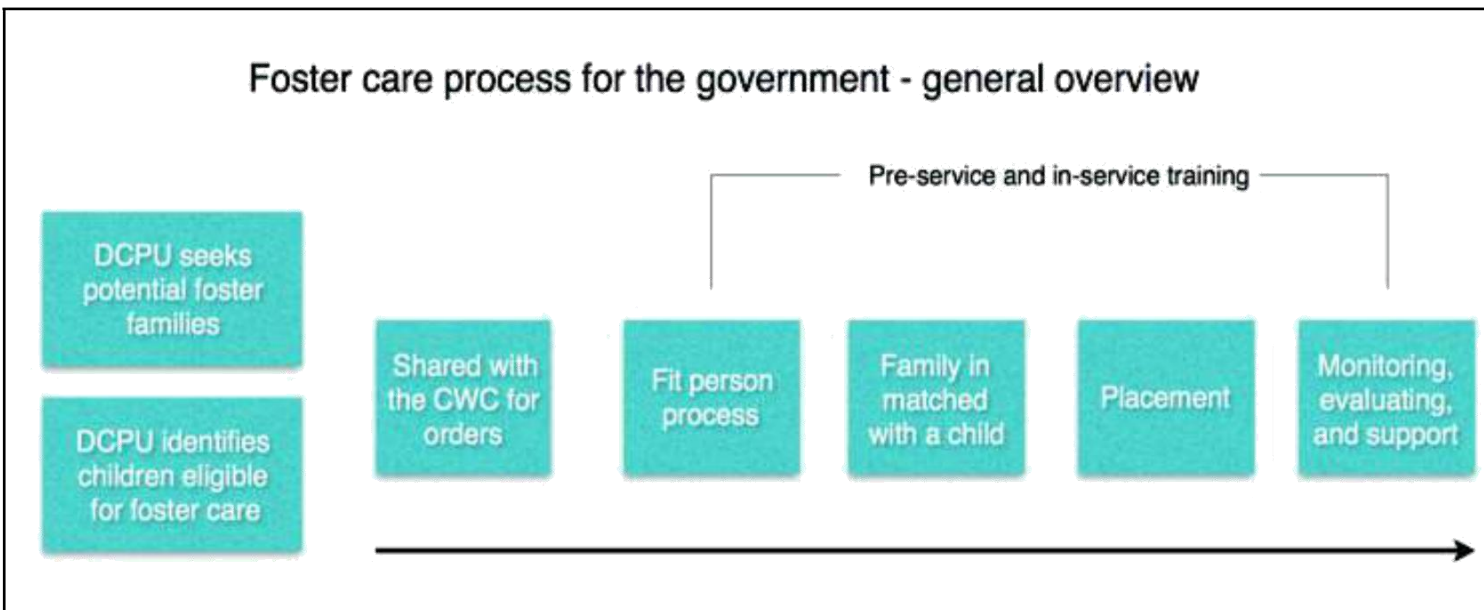 Foster care process for the government - general overview
Pre-service and in-service training
DCPU seeks
potential foster
families
DCPU identifies
children eligible
for foster care
Shared with
the CWC for
orders
Fit person
process
Family in
matched
with a child
Placement
Monitoring,
evaluating,
and support